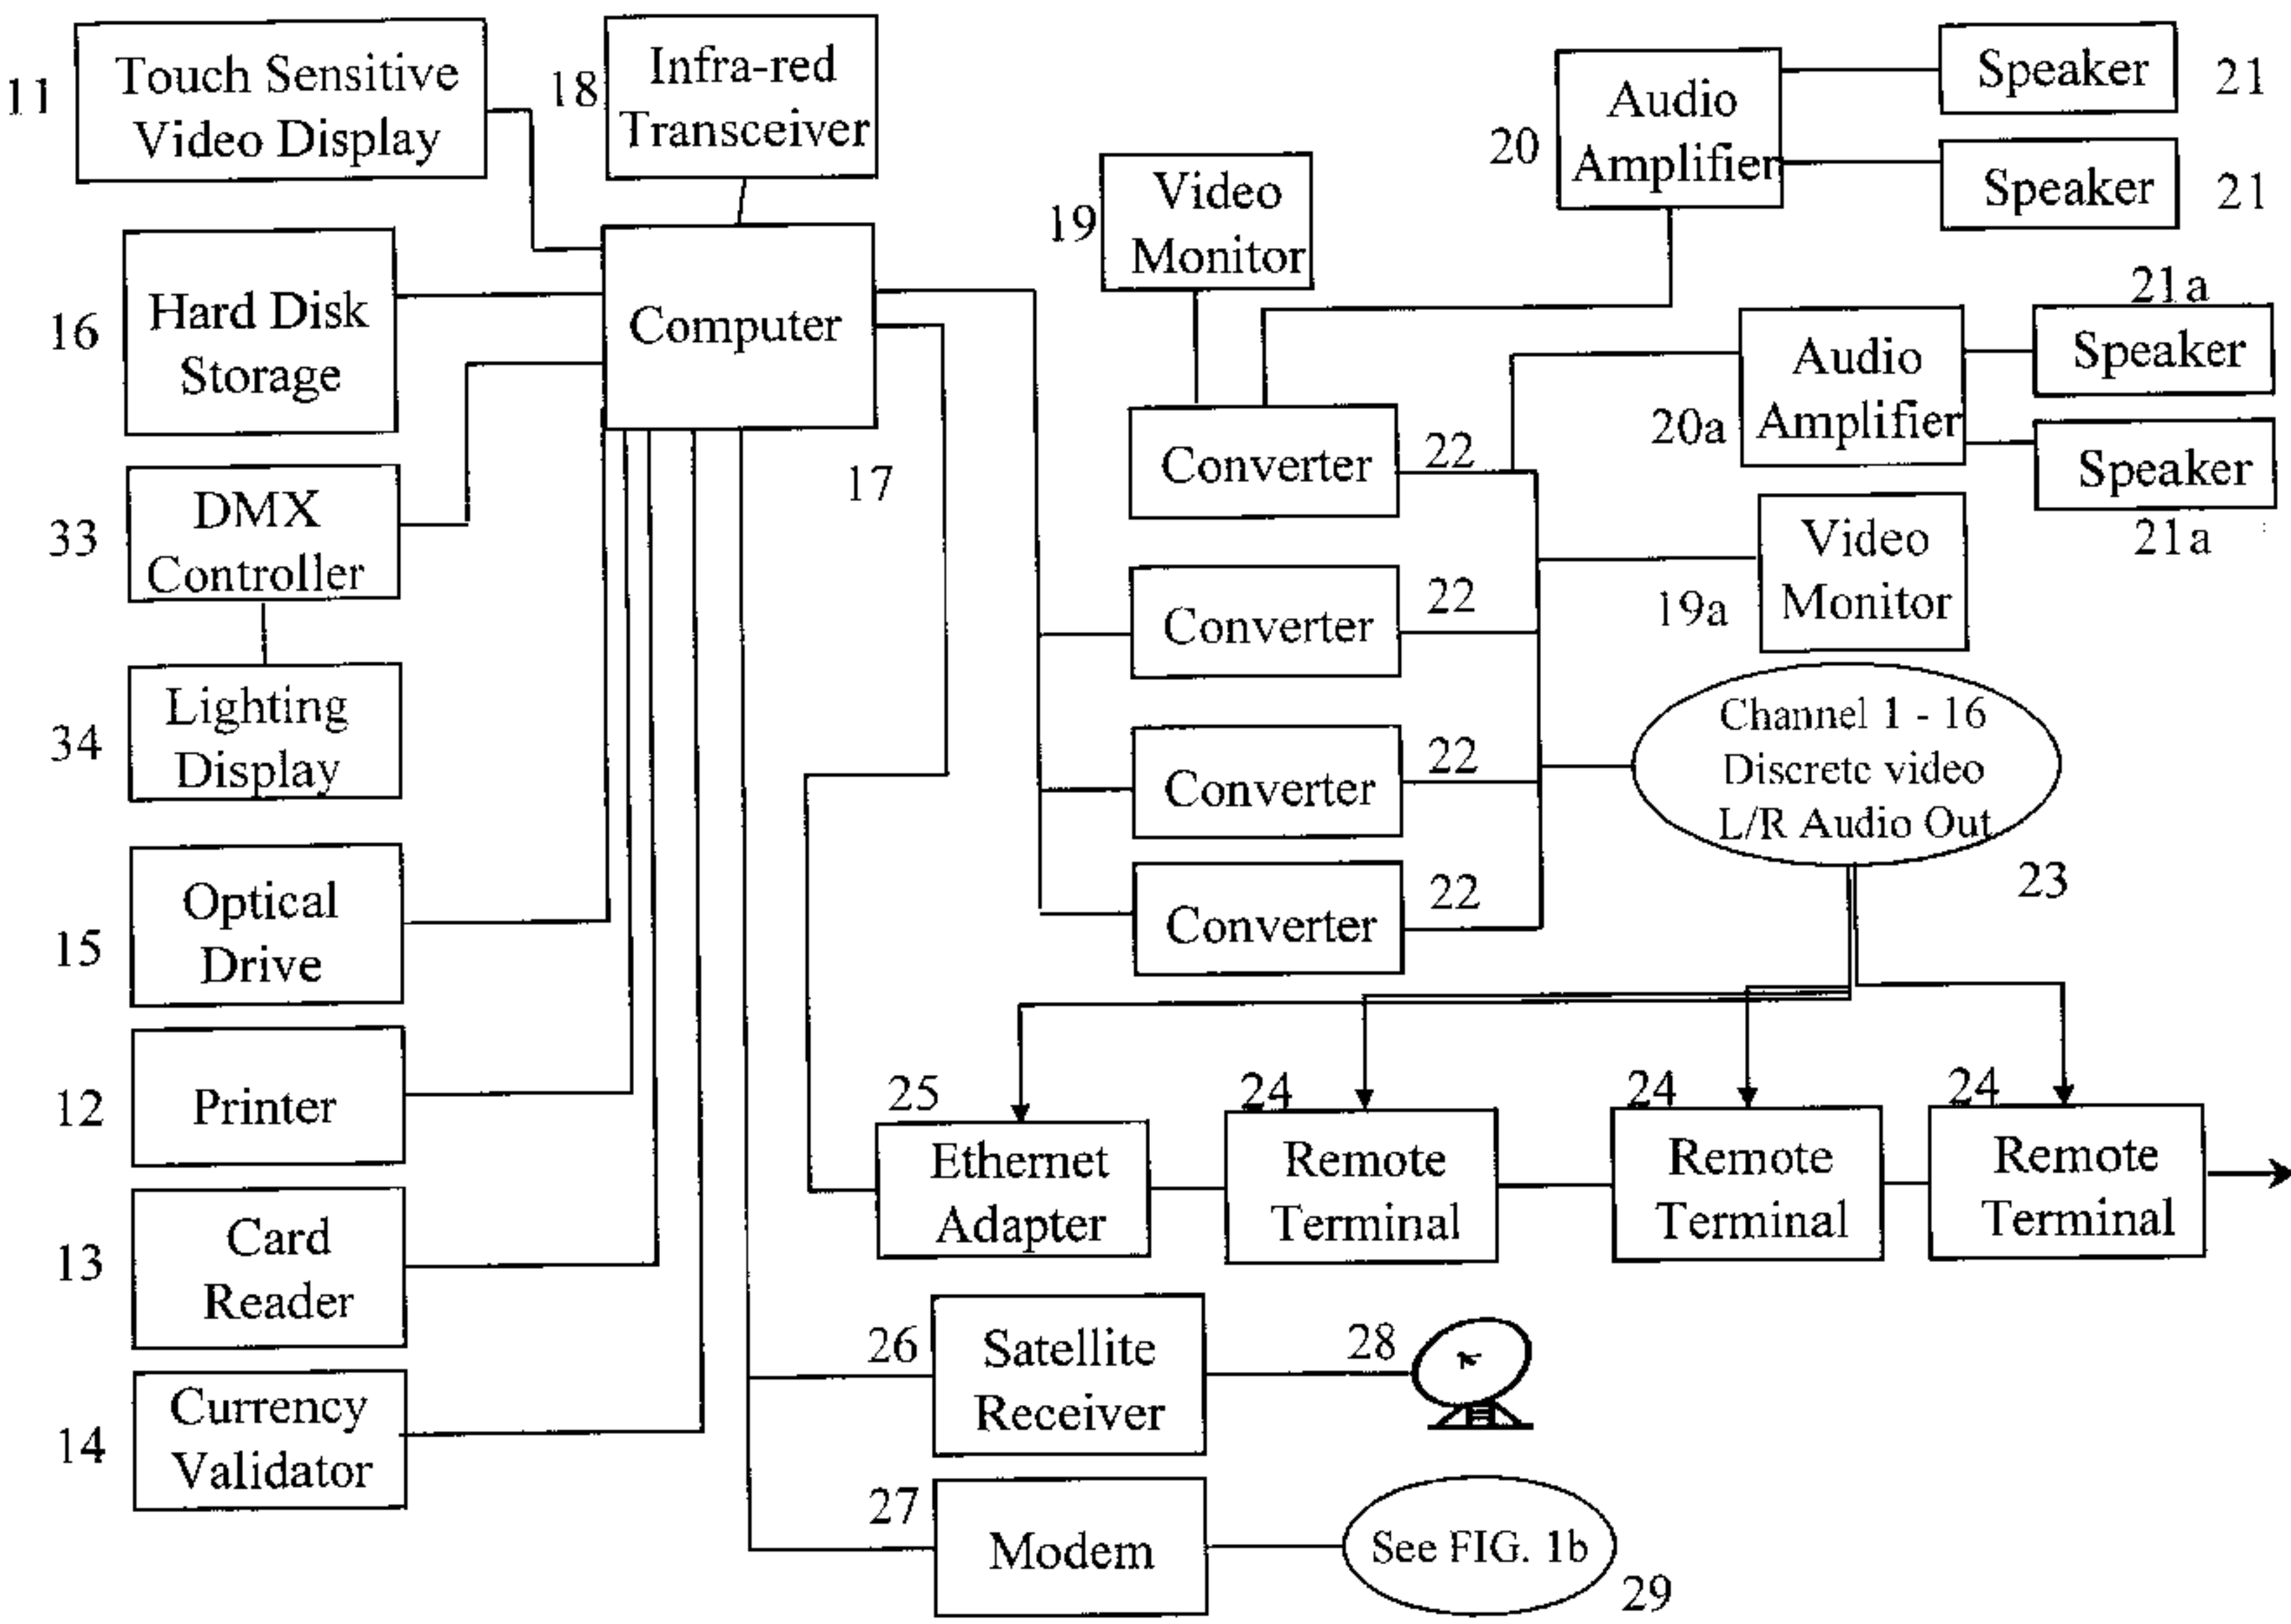 11
Touch Sensitive
Video Display
18
Infra-red
Transceiver
16
Hard Disk
Storage
Computer
17
33
DMX
Controller
34
Lighting
Display
15
Optical
Drive
12
Printer
13
Card
Reader
14
Currency
Validator
19
Video
Monitor
20
Audio
Amplifier
Speaker
21
Speaker
21
20a
Audio
Amplifier
21a
Speaker
Speaker
21a
Converter
22
Converter
22
Converter
22
Converter
22
19a
Video
Monitor
Channel 1 - 16
Discrete video
L/R Audio Out
23
25
Ethernet
Adapter
24
Remote
Terminal
24
Remote
Terminal
24
Remote
Terminal
26
Satellite
Receiver
28
27
Modem
See FIG. 1b
29